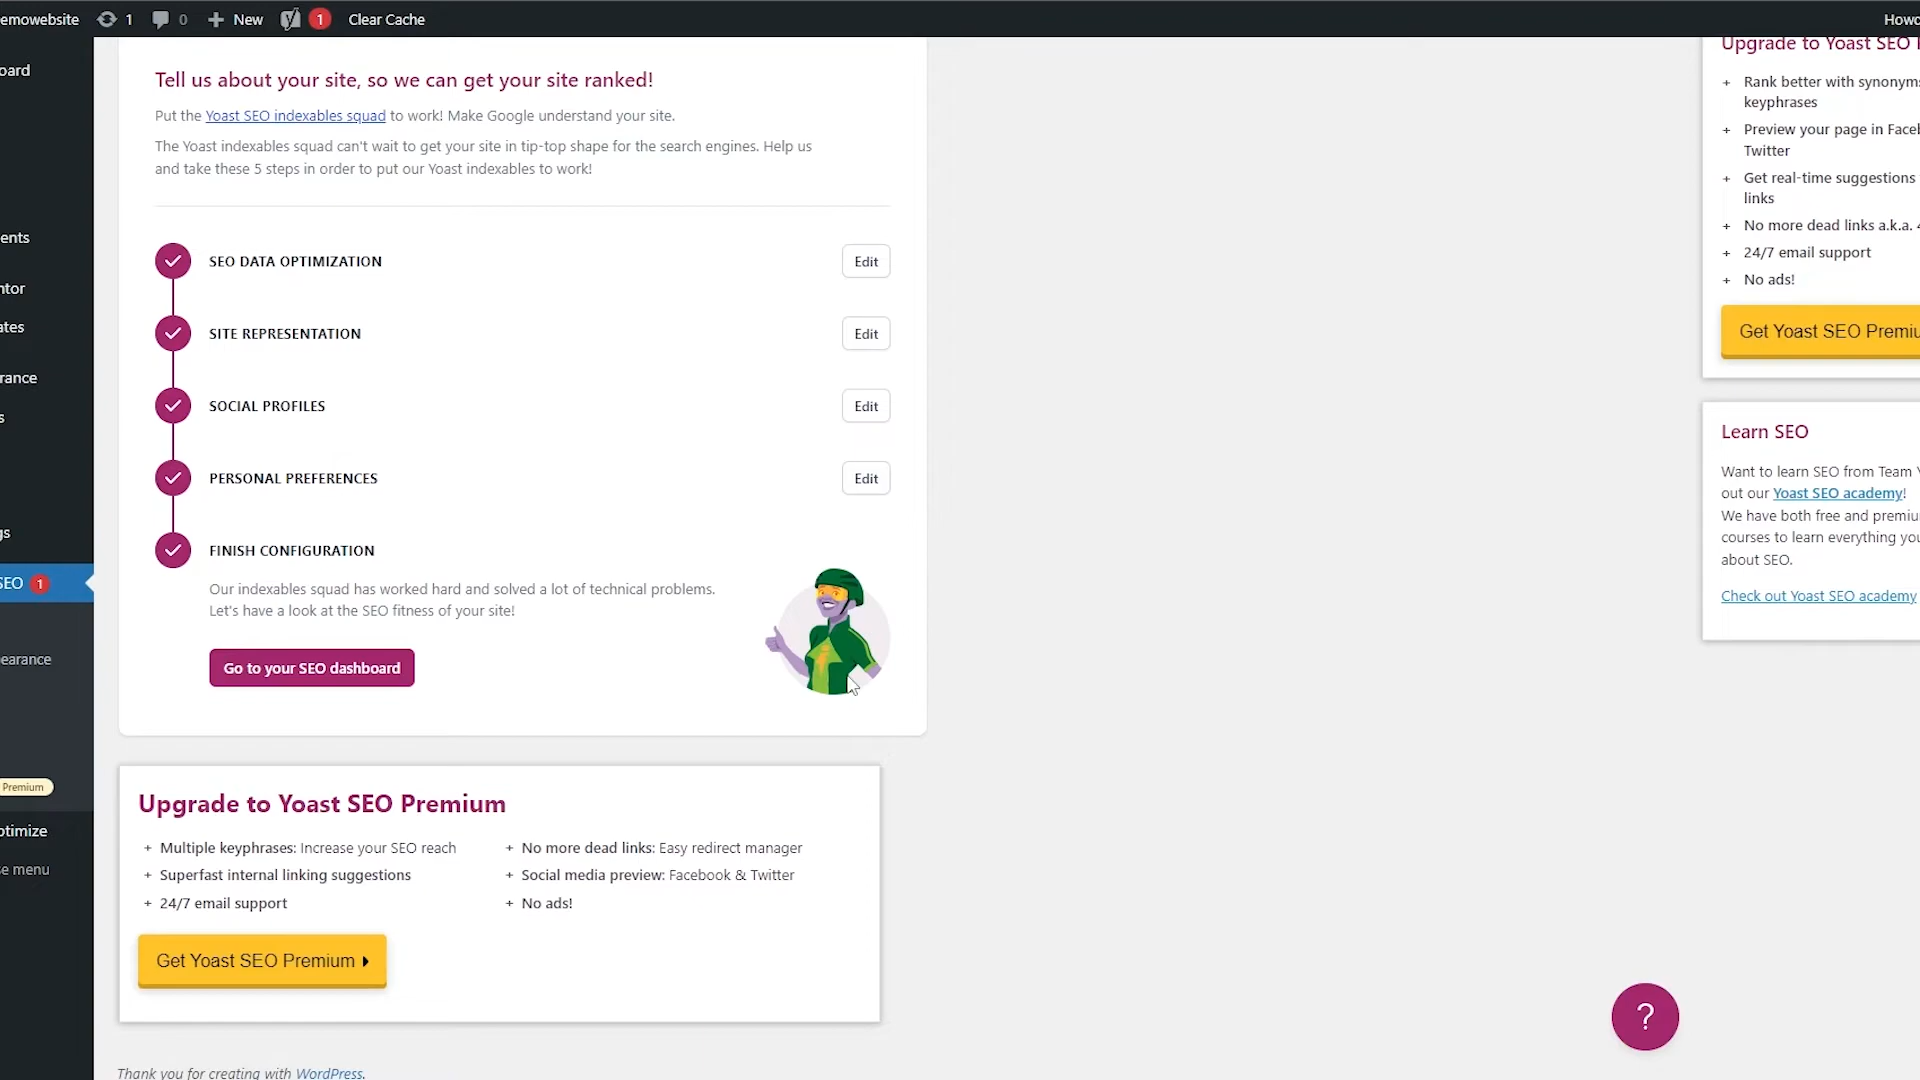 emowebsite 1 0 New 1 Clear Cache Howd
oard
ents
ntor
ates
rance
s
gs
SEO 1
earance
Premium
ptimize
se menu
Tell us about your site, so we can get your site ranked!
Put the Yoast SEO indexables squad to work! Make Google understand your site.
The Yoast indexables squad can't wait to get your site in tip-top shape for the search engines. Help us
and take these 5 steps in order to put our Yoast indexables to work!
SEO DATA OPTIMIZATION Edit
SITE REPRESENTATION Edit
SOCIAL PROFILES Edit
PERSONAL PREFERENCES Edit
FINISH CONFIGURATION
Our indexables squad has worked hard and solved a lot of technical problems.
Let's have a look at the SEO fitness of your site!
Go to your SEO dashboard
Upgrade to Yoast SEO Premium
+ Multiple keyphrases: Increase your SEO reach
+ Superfast internal linking suggestions
+ 24/7 email support
+ No more dead links: Easy redirect manager
+ Social media preview: Facebook & Twitter
+ No ads!
Get Yoast SEO Premium
Thank you for creating with WordPress.
Upgrade to Yoast SEO
+ Rank better with synonyms
keyphrases
+ Preview your page in Faceb
Twitter
+ Get real-time suggestions
links
+ No more dead links a.k.a. 4
+ 24/7 email support
+ No ads!
Get Yoast SEO Premiu
Learn SEO
Want to learn SEO from Team Y
out our Yoast SEO academy!
We have both free and premiu
courses to learn everything you
about SEO.
Check out Yoast SEO academy
?